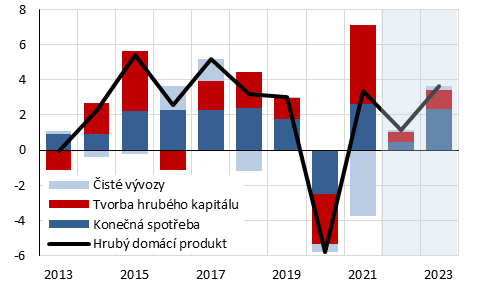 8
6
4
2
0
-2
-4
-6
Čisté vývozy
Tvorba hrubého kapitálu
Konečná spotřeba
Hrubý domácí produkt
2013 2015 2017 2019 2021 2023